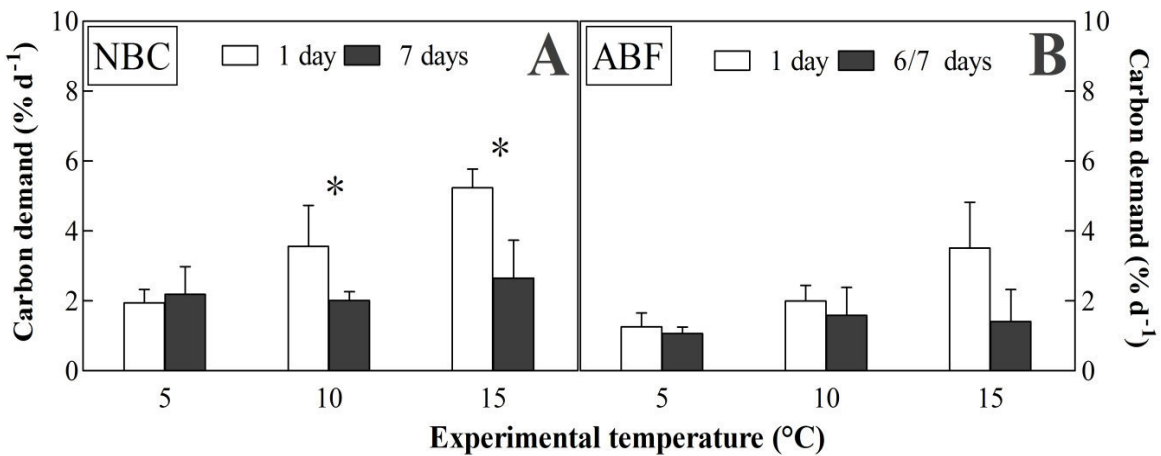 Carbon demand (% d⁻¹)
10
8
6
4
2
0
NBC
1 day
7 days
A
*
*
5
10
15
ABF
1 day
6/7 days
B
5
10
15
10
8
6
4
2
0
Carbon demand (% d⁻¹)
Experimental temperature (°C)